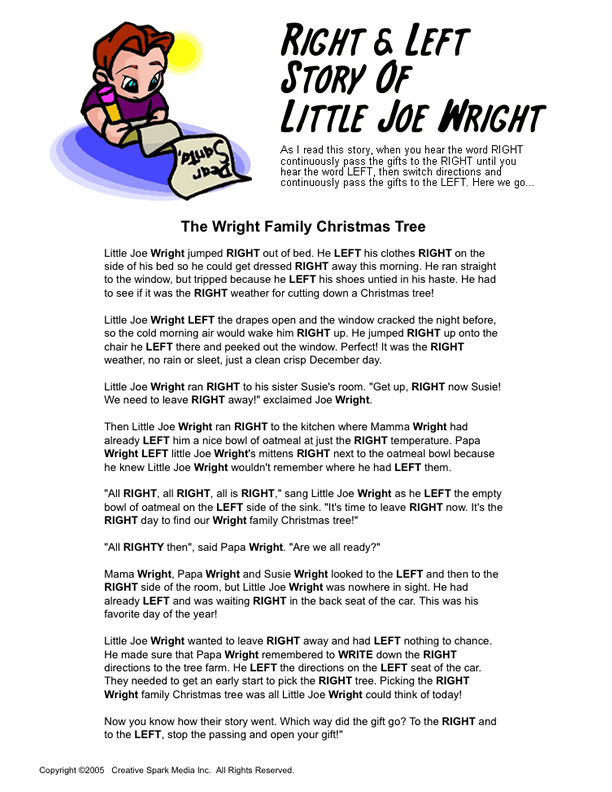 RIGHT & LEFT
STORY OF
LITTLE JOE WRIGHT
Dear
Santa,
As I read this story, when you hear the word RIGHT
continuously pass the gifts to the RIGHT until you
hear the word LEFT, then switch directions and
continuously pass the gifts to the LEFT. Here we go...
The Wright Family Christmas Tree
Little Joe Wright jumped RIGHT out of bed. He LEFT his clothes RIGHT on the
side of his bed so he could get dressed RIGHT away this morning. He ran straight
to the window, but tripped because he LEFT his shoes untied in his haste. He had
to see if it was the RIGHT weather for cutting down a Christmas tree!
Little Joe Wright LEFT the drapes open and the window cracked the night before,
so the cold morning air would wake him RIGHT up. He jumped RIGHT up onto the
chair he LEFT there and peeked out the window. Perfect! It was the RIGHT
weather, no rain or sleet, just a clean crisp December day.
Little Joe Wright ran RIGHT to his sister Susie's room. "Get up, RIGHT now Susie!
We need to leave RIGHT away!" exclaimed Joe Wright.
Then Little Joe Wright ran RIGHT to the kitchen where Mamma Wright had
already LEFT him a nice bowl of oatmeal at just the RIGHT temperature. Papa
Wright LEFT little Joe Wright's mittens RIGHT next to the oatmeal bowl because
he knew Little Joe Wright wouldn't remember where he had LEFT them.
"All RIGHT, all RIGHT, all is RIGHT," sang Little Joe Wright as he LEFT the empty
bowl of oatmeal on the LEFT side of the sink. "It's time to leave RIGHT now. It's the
RIGHT day to find our Wright family Christmas tree!"
"All RIGHTY then", said Papa Wright. "Are we all ready?"
Mama Wright, Papa Wright and Susie Wright looked to the LEFT and then to the
RIGHT side of the room, but Little Joe Wright was nowhere in sight. He had
already LEFT and was waiting RIGHT in the back seat of the car. This was his
favorite day of the year!
Little Joe Wright wanted to leave RIGHT away and had LEFT nothing to chance.
He made sure that Papa Wright remembered to WRITE down the RIGHT
directions to the tree farm. He LEFT the directions on the LEFT seat of the car.
They needed to get an early start to pick the RIGHT tree. Picking the RIGHT
Wright family Christmas tree was all Little Joe Wright could think of today!
Now you know how their story went. Which way did the gift go? To the RIGHT and
to the LEFT, stop the passing and open your gift!"
Copyright ©2005 Creative Spark Media Inc. All Rights Reserved.